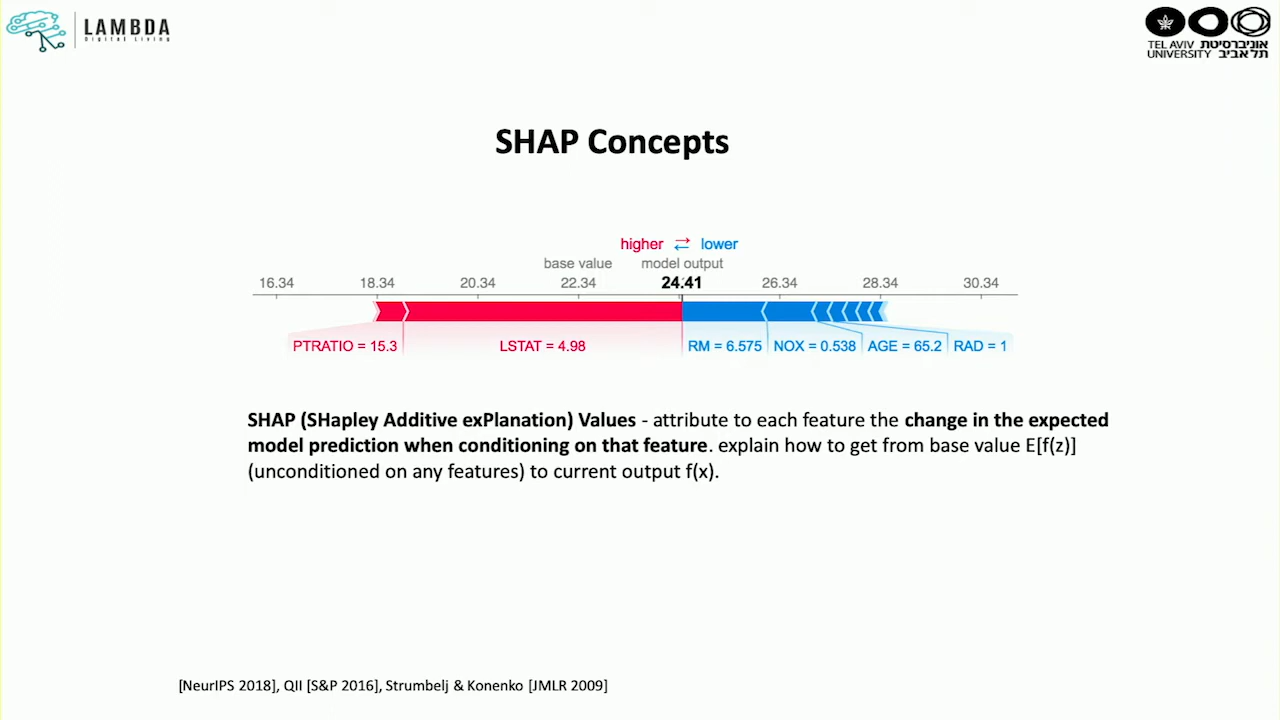 LAMBDA
Digital Living
TEL AVIV אוניברסיטת
UNIVERSITY תל אביב
SHAP Concepts
higher ⇄ lower
base value model output
16.34 18.34 20.34 22.34 24.41 26.34 28.34 30.34
PTRATIO = 15.3 LSTAT = 4.98 RM = 6.575 NOX = 0.538 AGE = 65.2 RAD = 1
SHAP (SHapley Additive exPlanation) Values - attribute to each feature the change in the expected
model prediction when conditioning on that feature. explain how to get from base value E[f(z)]
(unconditioned on any features) to current output f(x).
[NeurIPS 2018], QII [S&P 2016], Strumbelj & Konenko [JMLR 2009]